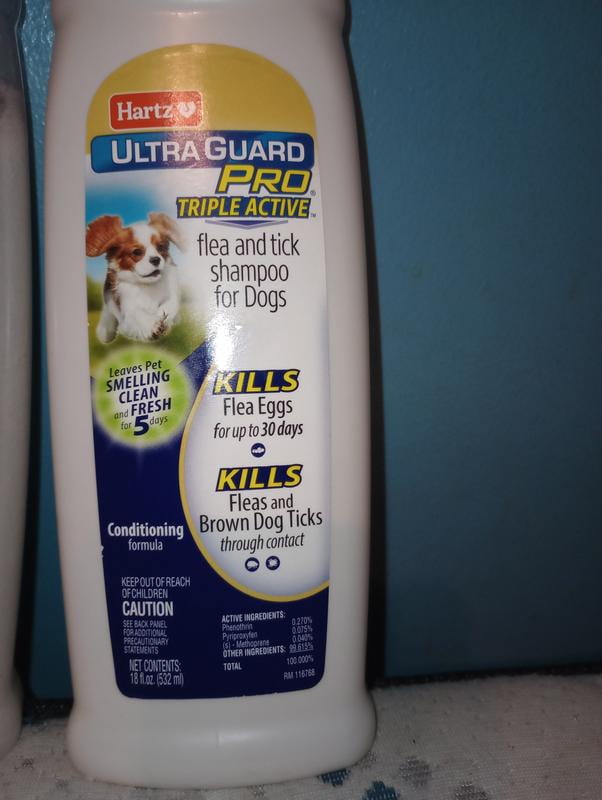 Hartz
ULTRA GUARD
PRO®
TRIPLE ACTIVE™
flea and tick
shampoo
for Dogs
Leaves Pet
SMELLING
CLEAN
and FRESH
for 5 days
KILLS
Flea Eggs
for up to 30 days
KILLS
Fleas and
Brown Dog Ticks
through contact
Conditioning
formula
KEEP OUT OF REACH
OF CHILDREN
CAUTION
SEE BACK PANEL
FOR ADDITIONAL
PRECAUTIONARY
STATEMENTS
NET CONTENTS:
18 fl.oz. (532 ml)
ACTIVE INGREDIENTS:
Phenothrin 0.270%
Pyriproxyfen 0.075%
(s) - Methoprene 0.040%
OTHER INGREDIENTS: 99.615%
TOTAL 100.000%
RM 116768